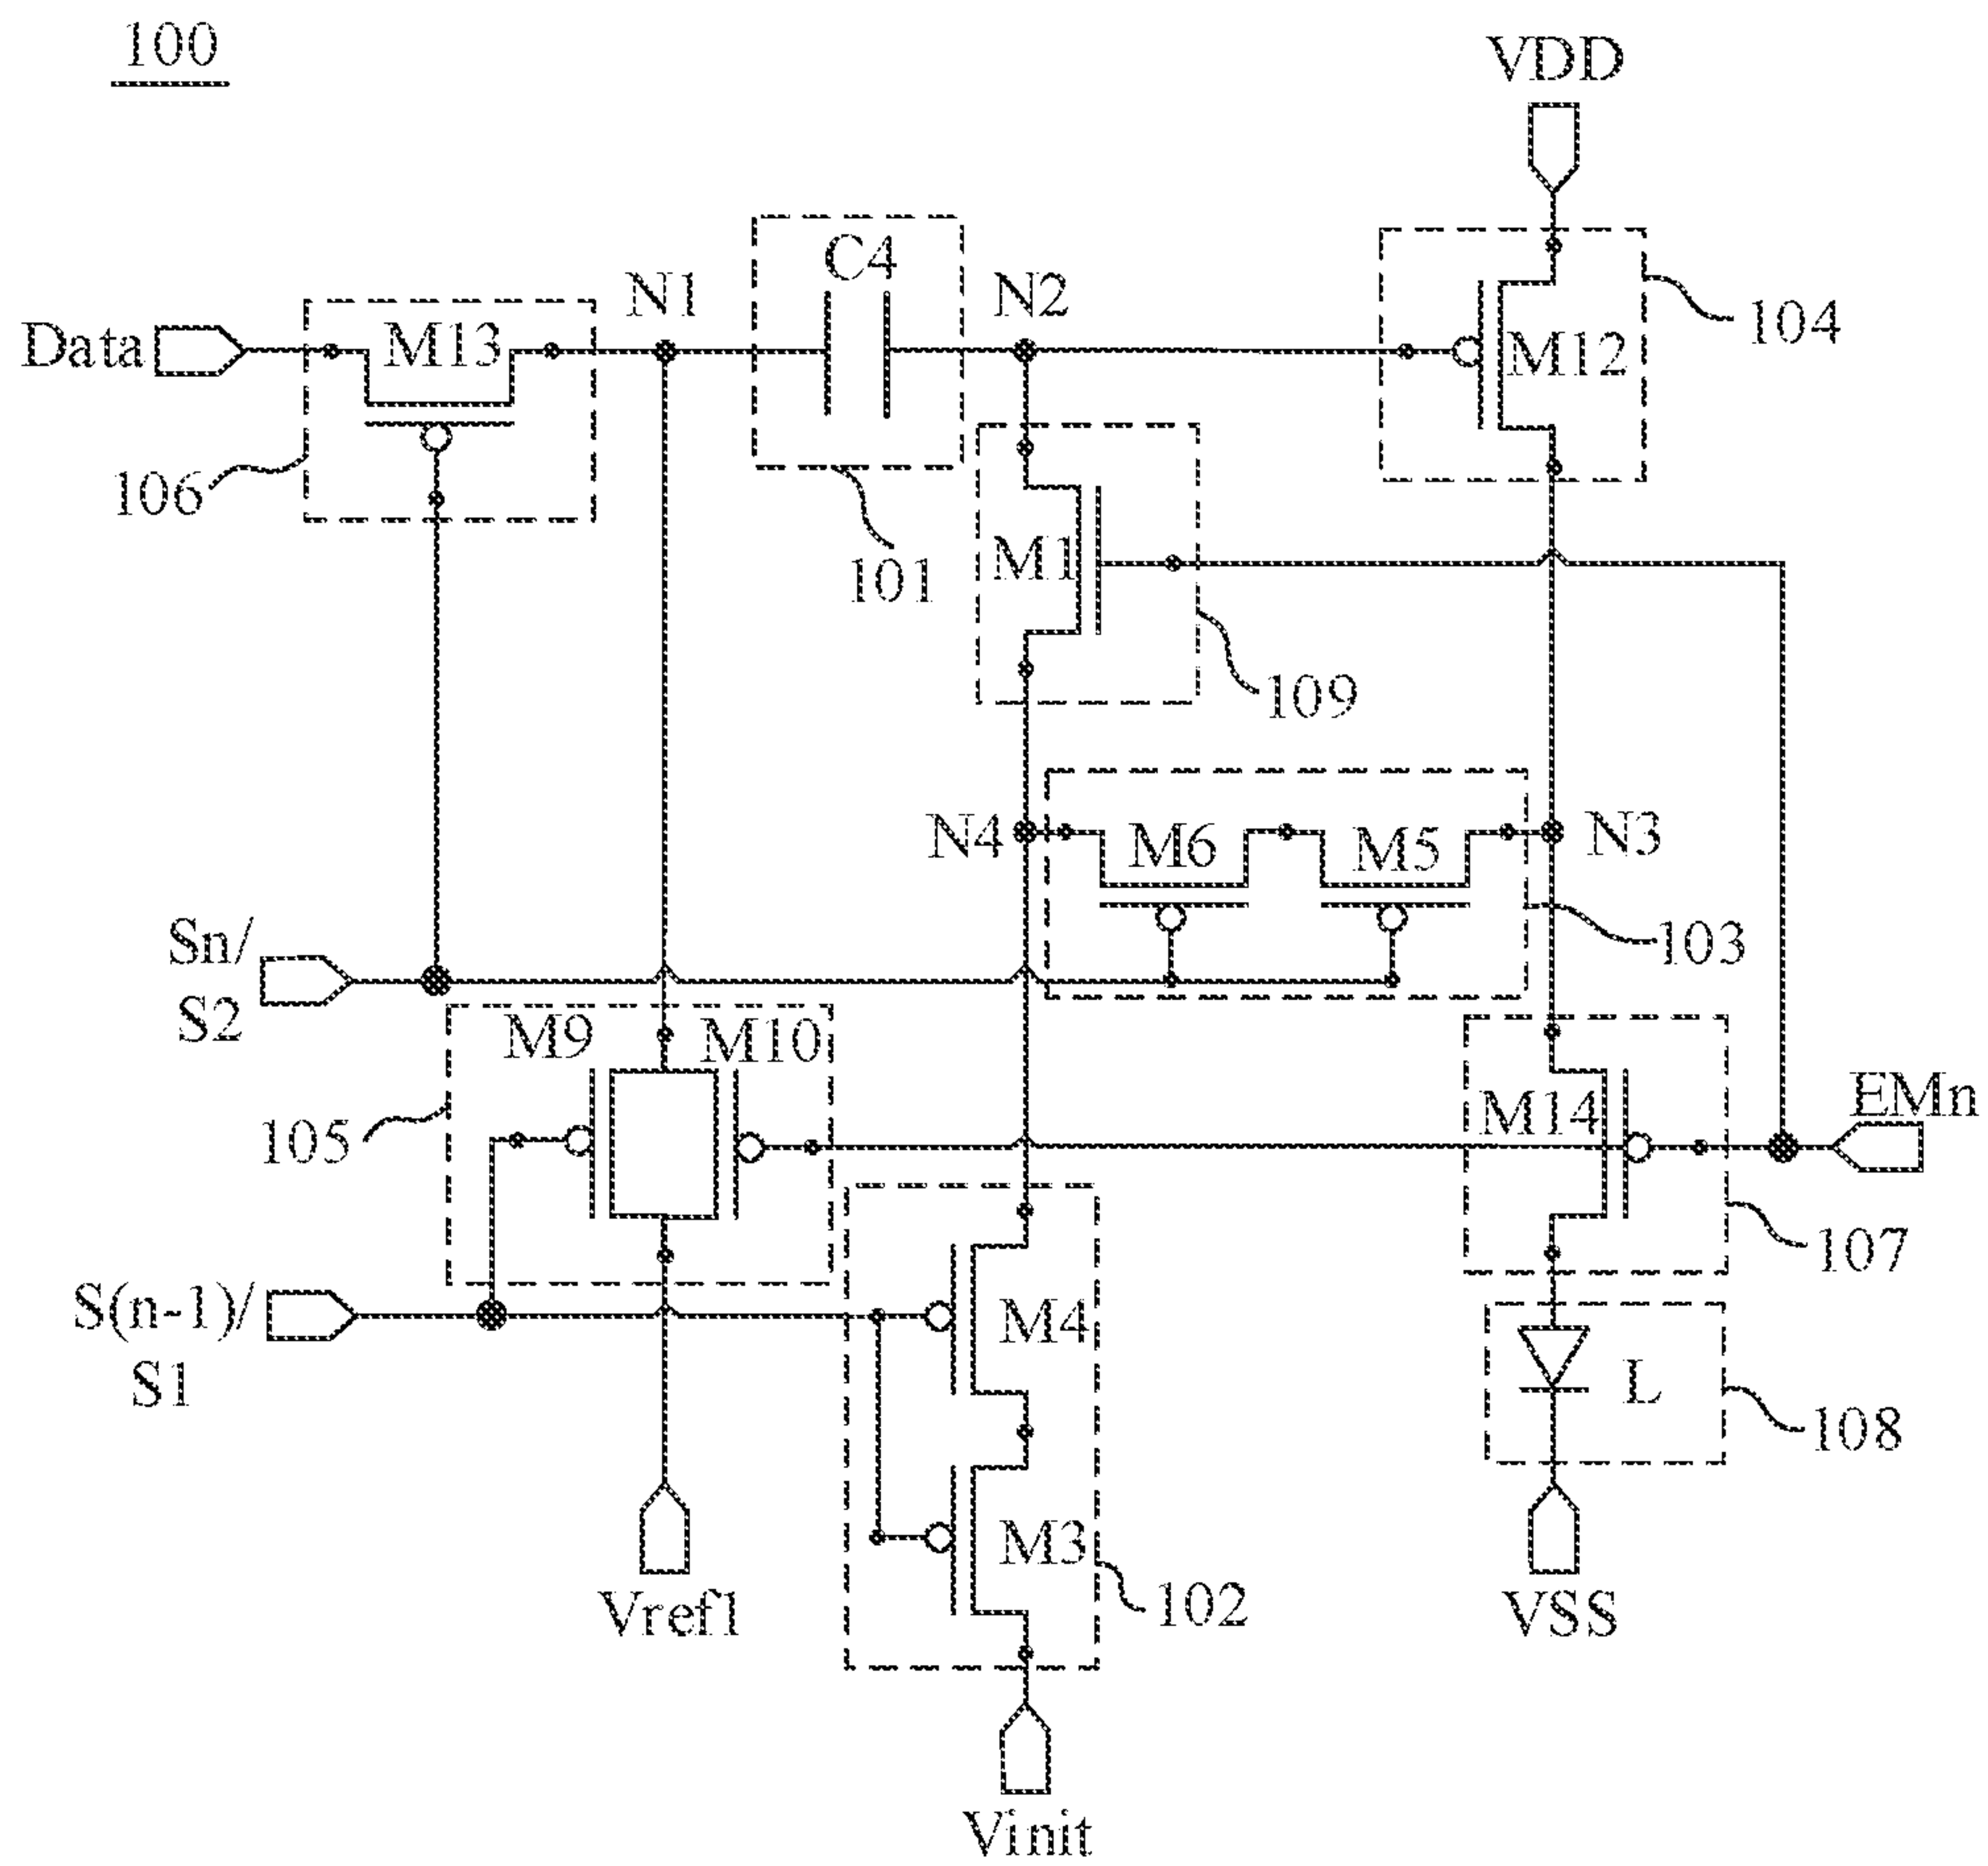 100
VDD
C4
N1
N2
104
Data
M13
M12
106
101
M1
109
N4
M6
M5
N3
Sn/
S2
103
M9
M10
M14
EMn
105
107
S(n-1)/
S1
M4
L
108
M3
Vref1
102
VSS
Vinit